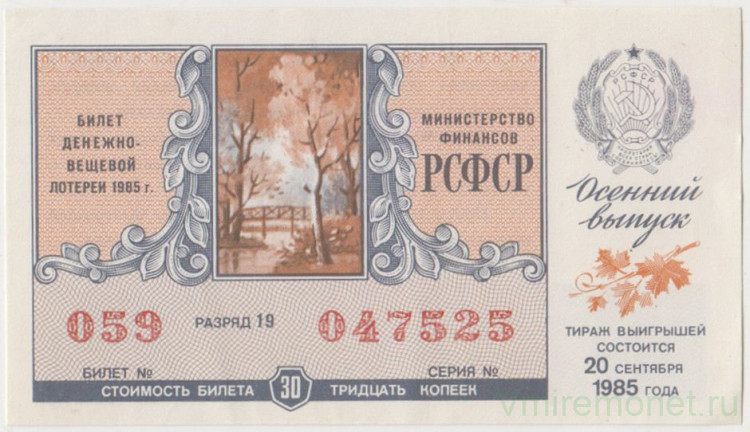 БИЛЕТ
ДЕНЕЖНО-
ВЕЩЕВОЙ
ЛОТЕРЕИ 1985 г.
МИНИСТЕРСТВО
ФИНАНСОВ
РСФСР
РСФСР
Осенний
выпуск
ТИРАЖ ВЫИГРЫШЕЙ
СОСТОИТСЯ
20 СЕНТЯБРЯ
1985 ГОДА
059 РАЗРЯД 19 047525
БИЛЕТ № СЕРИЯ №
СТОИМОСТЬ БИЛЕТА 30 ТРИДЦАТЬ КОПЕЕК
vmiremonet.ru